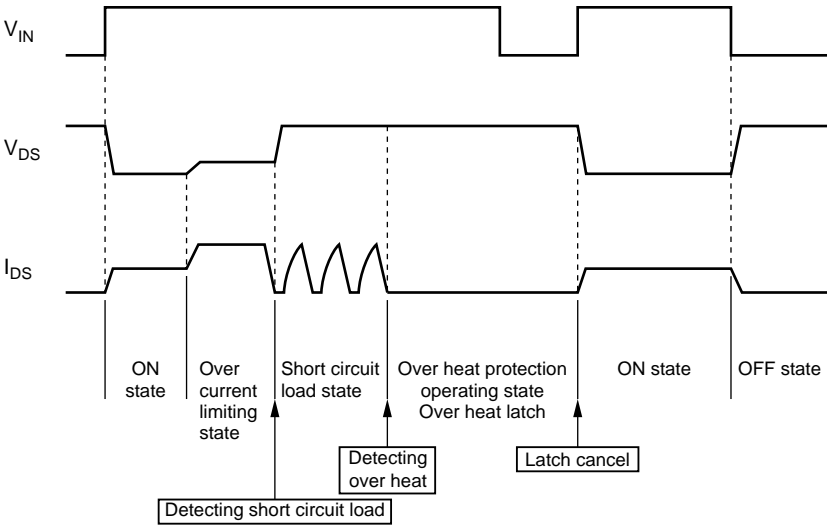 V_IN
V_DS
I_DS
ON
state
Over
current
limiting
state
Short circuit
load state
Over heat protection
operating state
Over heat latch
ON state
OFF state
Detecting
over heat
Latch cancel
Detecting short circuit load